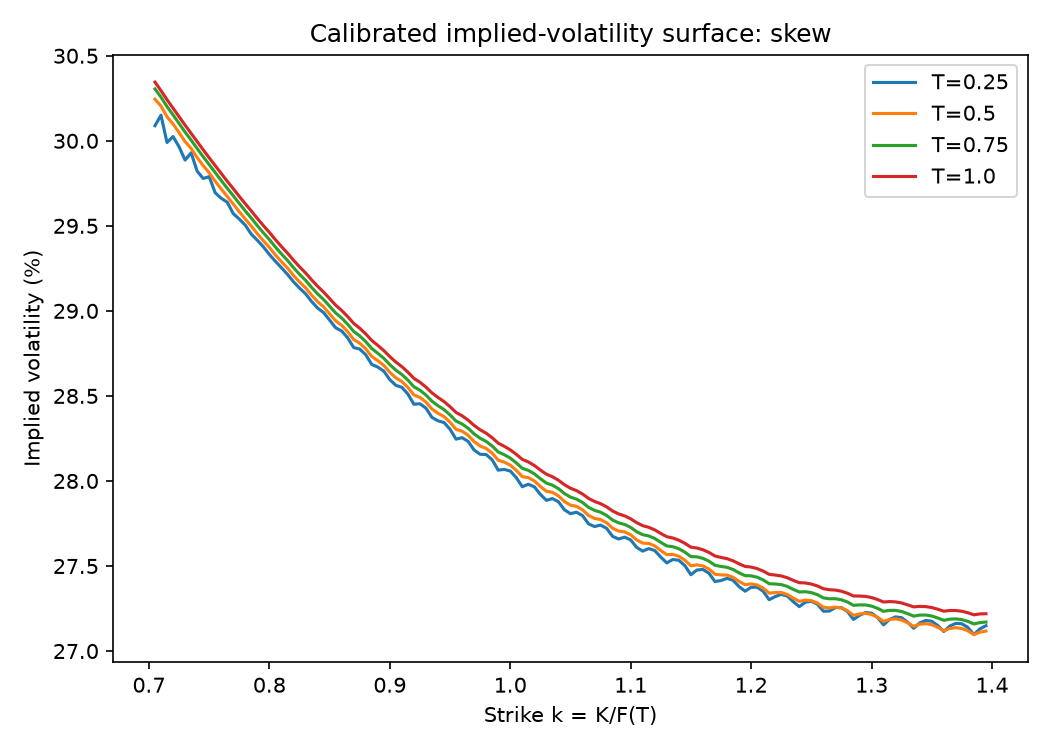 Calibrated implied-volatility surface: skew
30.5
30.0
29.5
29.0
28.5
28.0
27.5
27.0
Implied volatility (%)
T=0.25
T=0.5
T=0.75
T=1.0
0.7 0.8 0.9 1.0 1.1 1.2 1.3 1.4
Strike k = K/F(T)